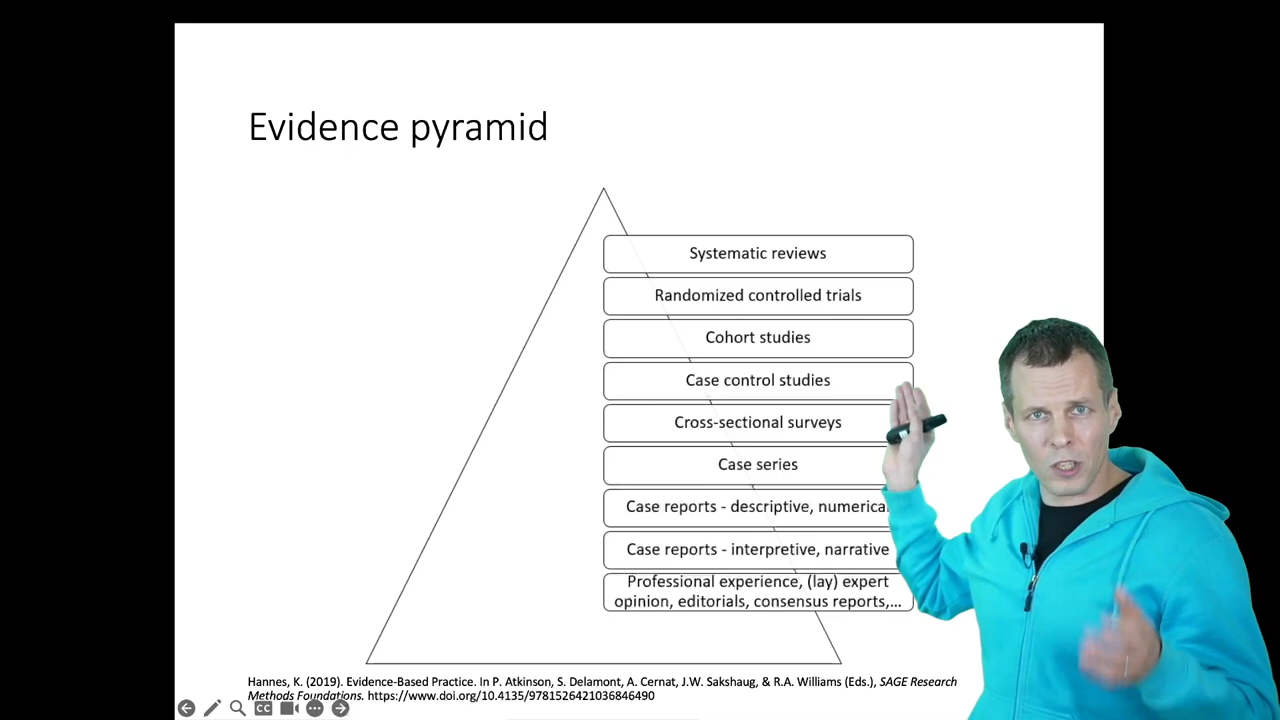 Evidence pyramid
Systematic reviews
Randomized controlled trials
Cohort studies
Case control studies
Cross-sectional surveys
Case series
Case reports - descriptive, numerica
Case reports - interpretive, narrative
Professional experience, (lay) expert
opinion, editorials, consensus reports,...
Hannes, K. (2019). Evidence-Based Practice. In P. Atkinson, S. Delamont, A. Cernat, J.W. Sakshaug, & R.A. Williams (Eds.), SAGE Research
Methods Foundations. https://www.doi.org/10.4135/9781526421036846490
CC